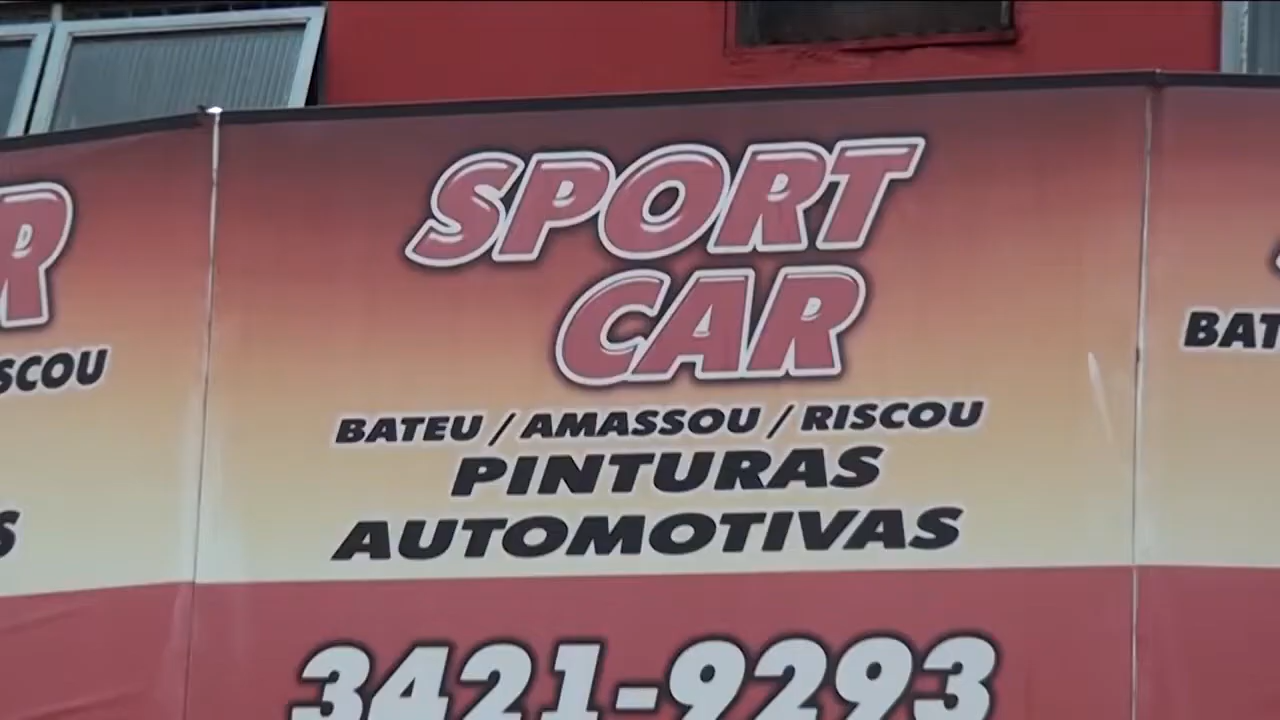 SPORT
CAR
BATEU / AMASSOU / RISCOU
PINTURAS
AUTOMOTIVAS
3421-9293